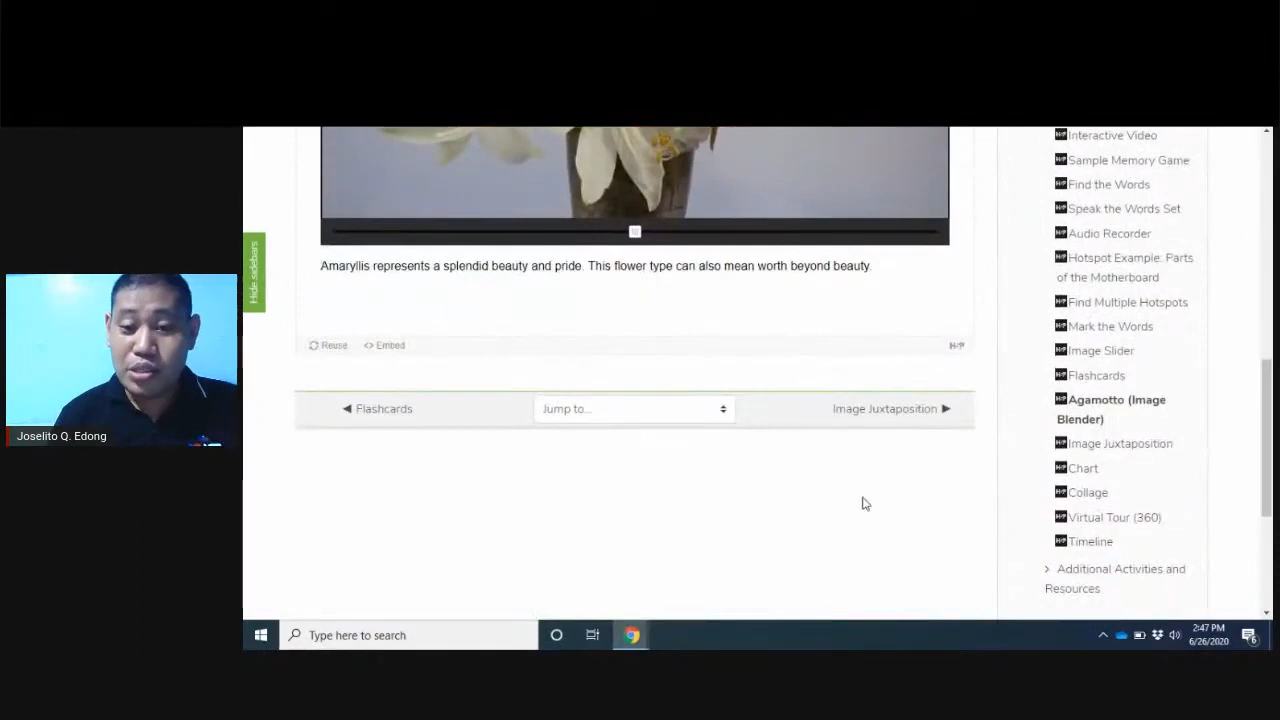 Interactive Video
Sample Memory Game
Find the Words
Speak the Words Set
Audio Recorder
Hotspot Example: Parts
of the Motherboard
Find Multiple Hotspots
Mark the Words
Image Slider
Flashcards
Agamotto (Image
Blender)
Image Juxtaposition
Chart
Collage
Virtual Tour (360)
Timeline
Additional Activities and
Resources
Hide sidebars
Amaryllis represents a splendid beauty and pride. This flower type can also mean worth beyond beauty.
Reuse <> Embed H5P
◄ Flashcards Jump to... Image Juxtaposition ►
Joselito Q. Edong
Type here to search
2:47 PM
6/26/2020
6